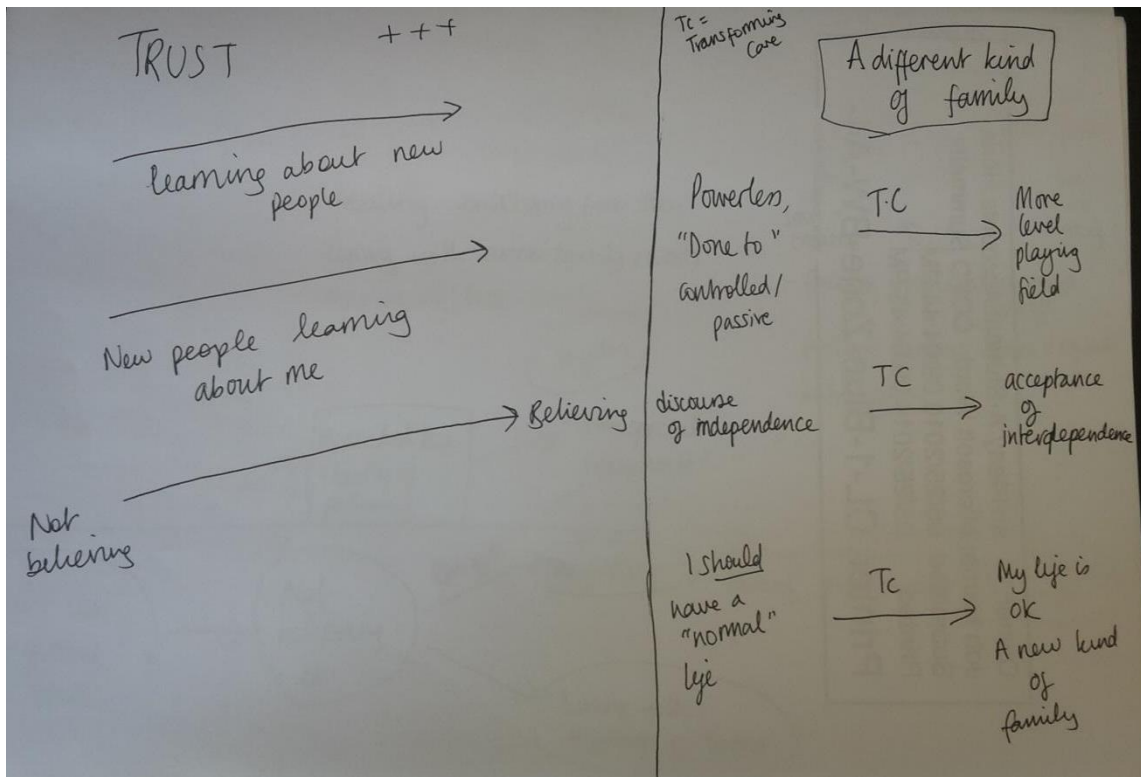 TRUST +++
learning about new
people
New people learning
about me
Not
believing
Believing
TC =
Transforming
Care
A different kind
of family
Powerless,
"Done to"
controlled/
passive
T.C
More
level
playing
field
discourse
of independence
TC
acceptance
of
interdependence
I should
have a
"normal"
life
TC
My life is
OK
A new kind
of
family